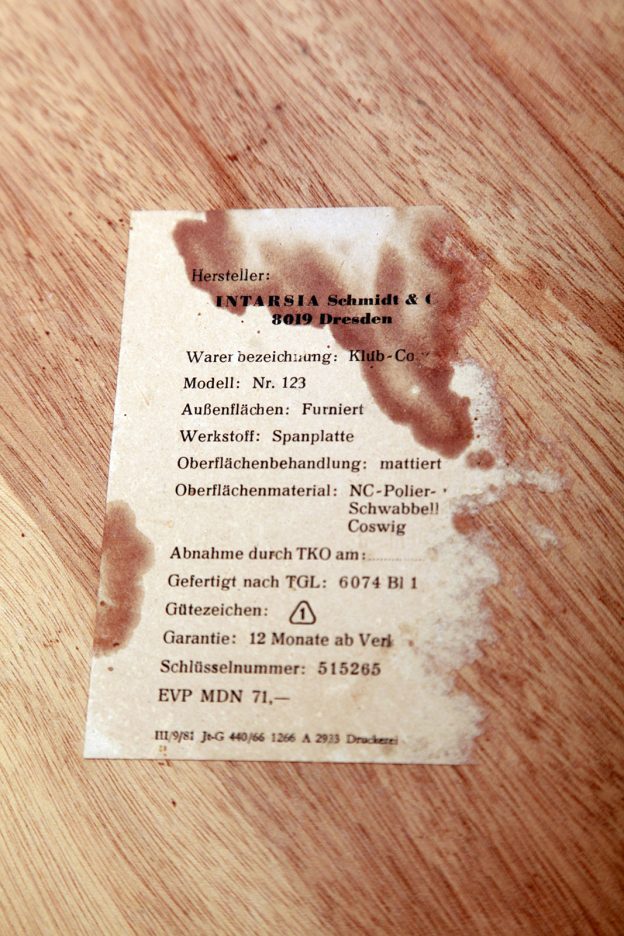 Hersteller:
INTARSIA Schmidt &
8019 Dresden
Warenbezeichnung: Klub-Co
Modell: Nr. 123
Außenflächen: Furniert
Werkstoff: Spanplatte
Oberflächenbehandlung: mattiert
Oberflächenmaterial: NC-Polier-
Schwabbell
Coswig
Abnahme durch TKO am:
Gefertigt nach TGL: 6074 Bl 1
Gütezeichen: 1
Garantie: 12 Monate ab Verk
Schlüsselnummer: 515265
EVP MDN 71,—
III/9/81 Jt-G 440/66 1266 A 2933 Druckerei